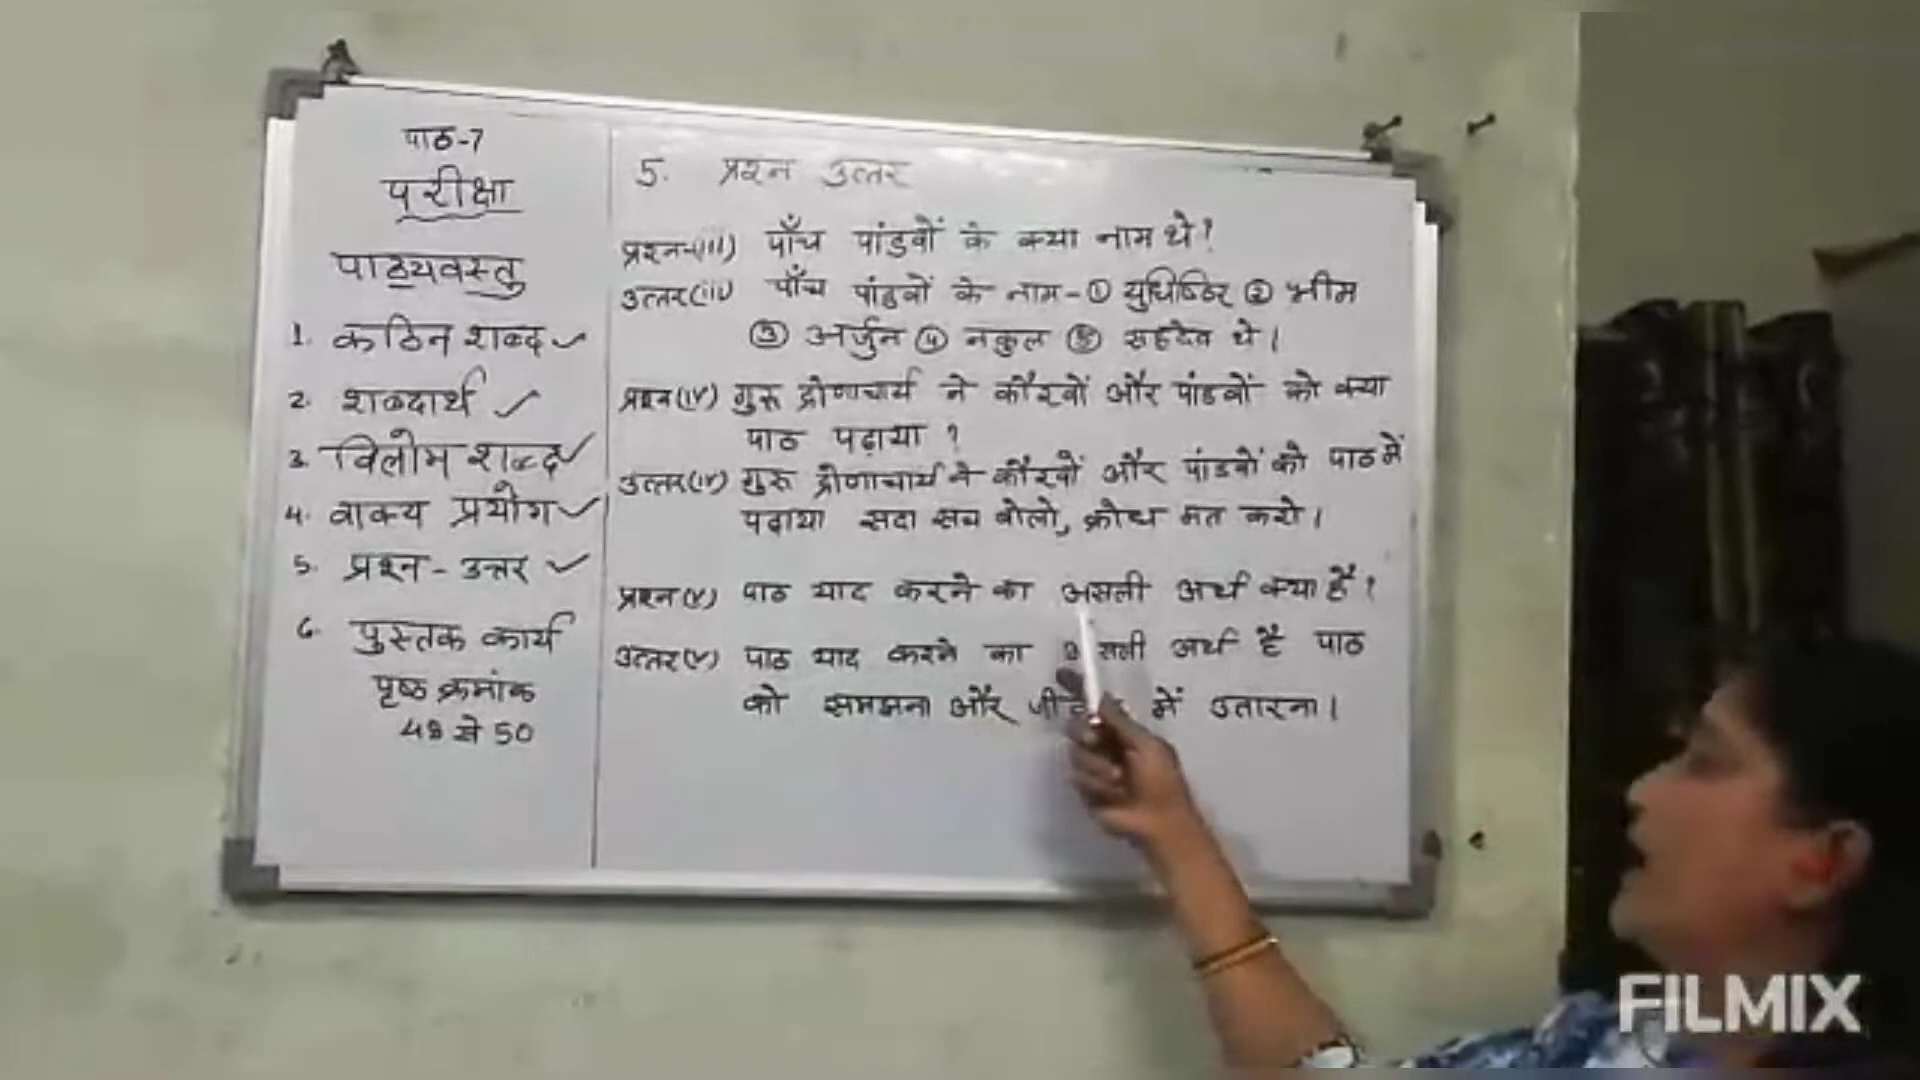 पाठ-7
परीक्षा
पाठ्यवस्तु
1. कठिन शब्द ✓
2. शब्दार्थ ✓
3. विलोम शब्द ✓
4. वाक्य प्रयोग ✓
5. प्रश्न-उत्तर ✓
6. पुस्तक कार्य
पृष्ठ क्रमांक
48 से 50
5. प्रश्न उत्तर
प्रश्न-(iii) पाँच पांडवों के क्या नाम थे?
उत्तर(iii) पाँच पांडवों के नाम-① युधिष्ठिर ② भीम
③ अर्जुन ④ नकुल ⑤ सहदेव थे।
प्रश्न(iv) गुरू द्रोणाचार्य ने कौरवों और पांडवों को क्या
पाठ पढ़ाया ?
उत्तर(iv) गुरू द्रोणाचार्य ने कौरवों और पांडवों को पाठ में
पढ़ाया सदा सच बोलो, क्रोध मत करो।
प्रश्न(v) पाठ याद करने का असली अर्थ क्या है?
उत्तर(v) पाठ याद करने का असली अर्थ है पाठ
को समझना और में उतारना।
FILMIX